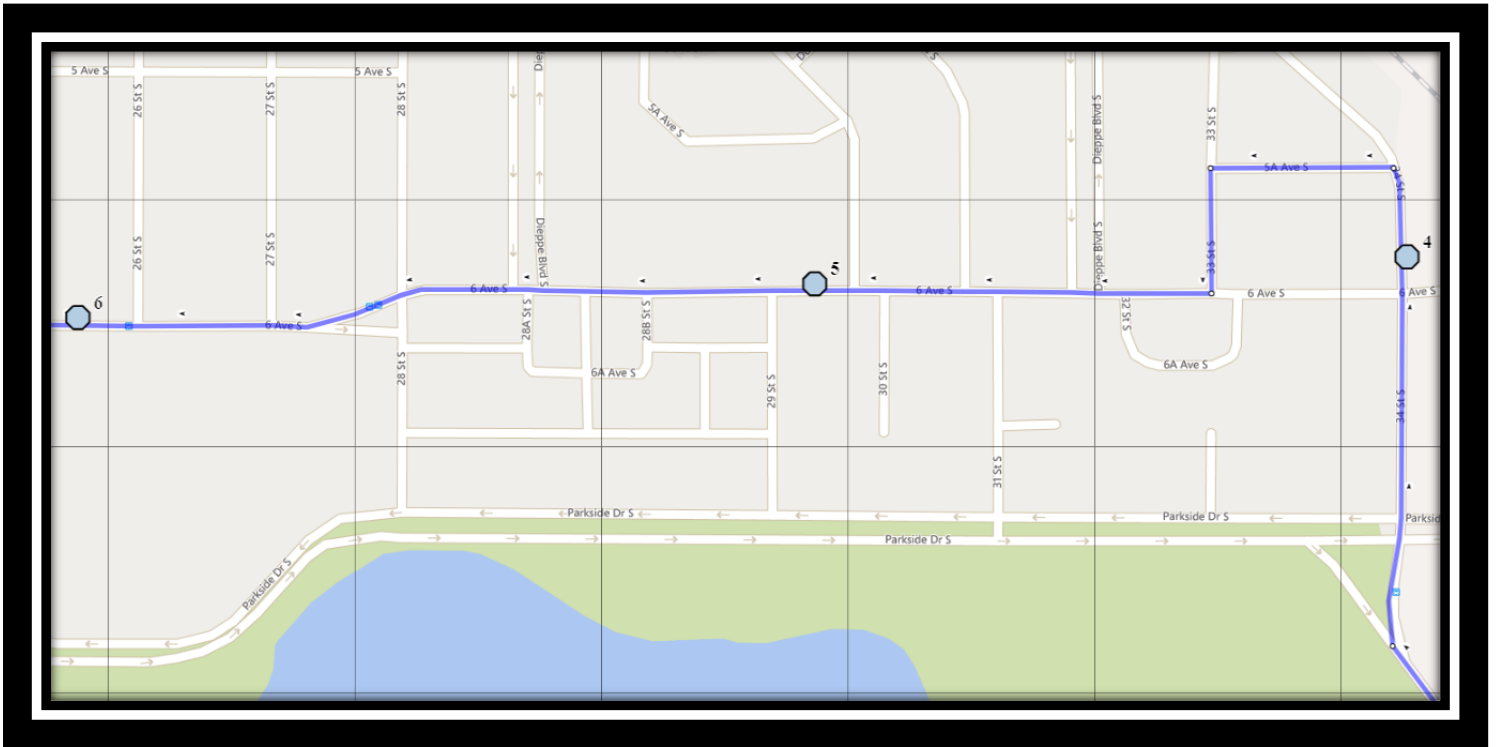 5 Ave S
5 Ave S
26 St S
27 St S
28 St S
5A Ave S
Dieppe Blvd S
33 St S
5A Ave S
34 St S
26 St S
27 St S
Dieppe Blvd S
Dieppe Blvd S
33 St S
4
5
6
6 Ave S
6 Ave S
6 Ave S
6 Ave S
6 Ave S
28A St S
28B St S
32 St S
28 St S
6A Ave S
29 St S
30 St S
6A Ave S
34 St S
31 St S
Parkside Dr S
Parkside Dr S
Parksid
Parkside Dr S
Parkside Dr S